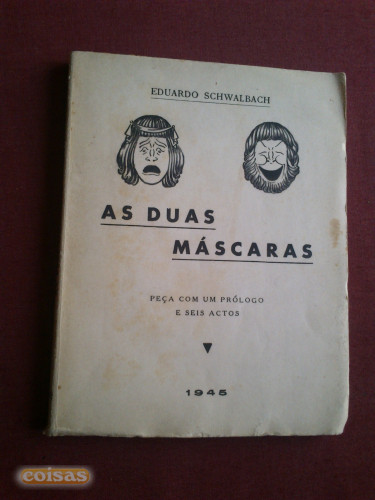 EDUARDO SCHWALBACH
AS DUAS
MÁSCARAS
PEÇA COM UM PRÓLOGO
E SEIS ACTOS
1945
coisas